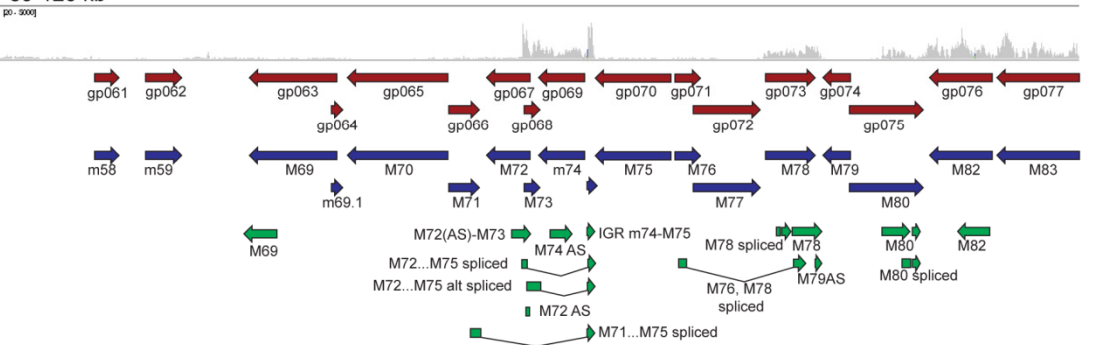 [20 - 5000]
gp061 gp062 gp063 gp065 gp067 gp069 gp070 gp071 gp073 gp074 gp076 gp077
gp064 gp066 gp068 gp072 gp075
m58 m59 M69 M70 M72 m74 M75 M76 M78 M79 M82 M83
m69.1 M71 M73 M77 M80
M69 M72(AS)-M73 M74 AS IGR m74-M75 M78 spliced M78 M80 M82
M72...M75 spliced M79AS M80 spliced
M72...M75 alt spliced M76, M78
spliced
M72 AS
M71...M75 spliced